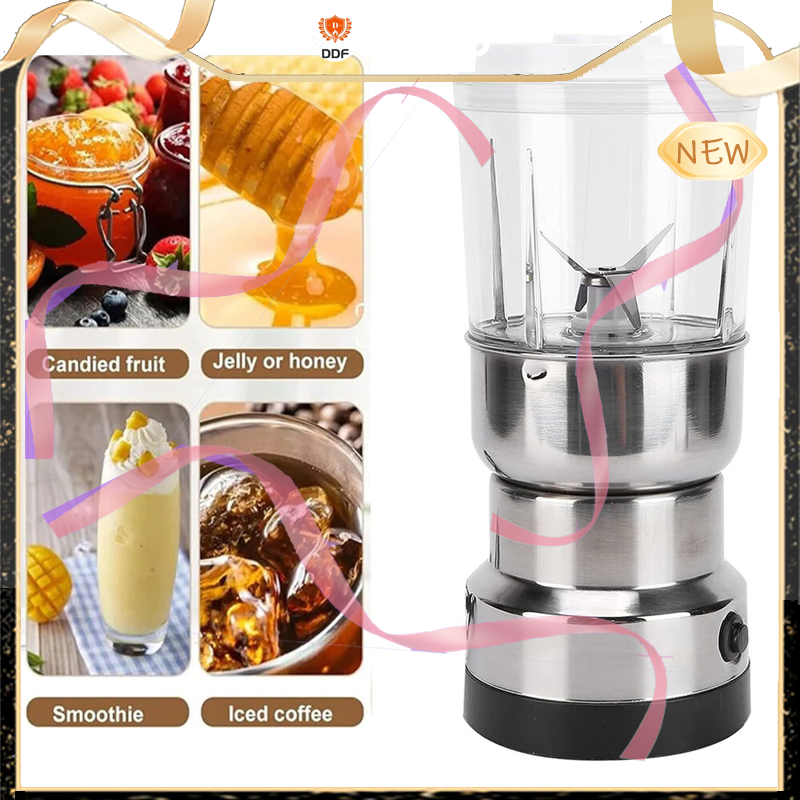 DDF
NEW
Candied fruit
Jelly or honey
Smoothie
Iced coffee